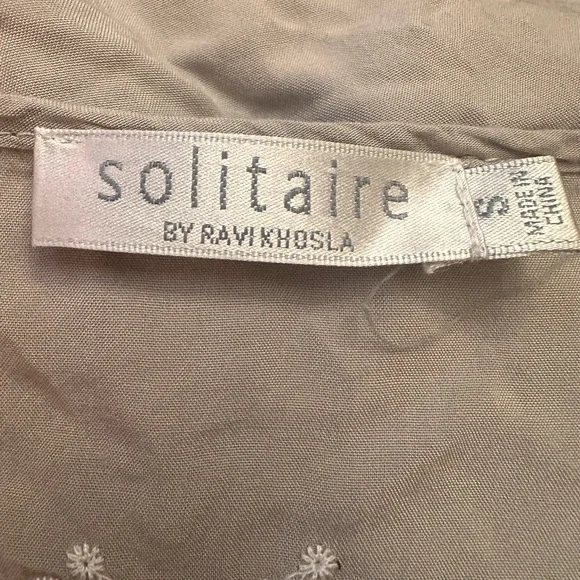 solitaire
BY RAVI KHOSLA
S
MADE IN
CHINA